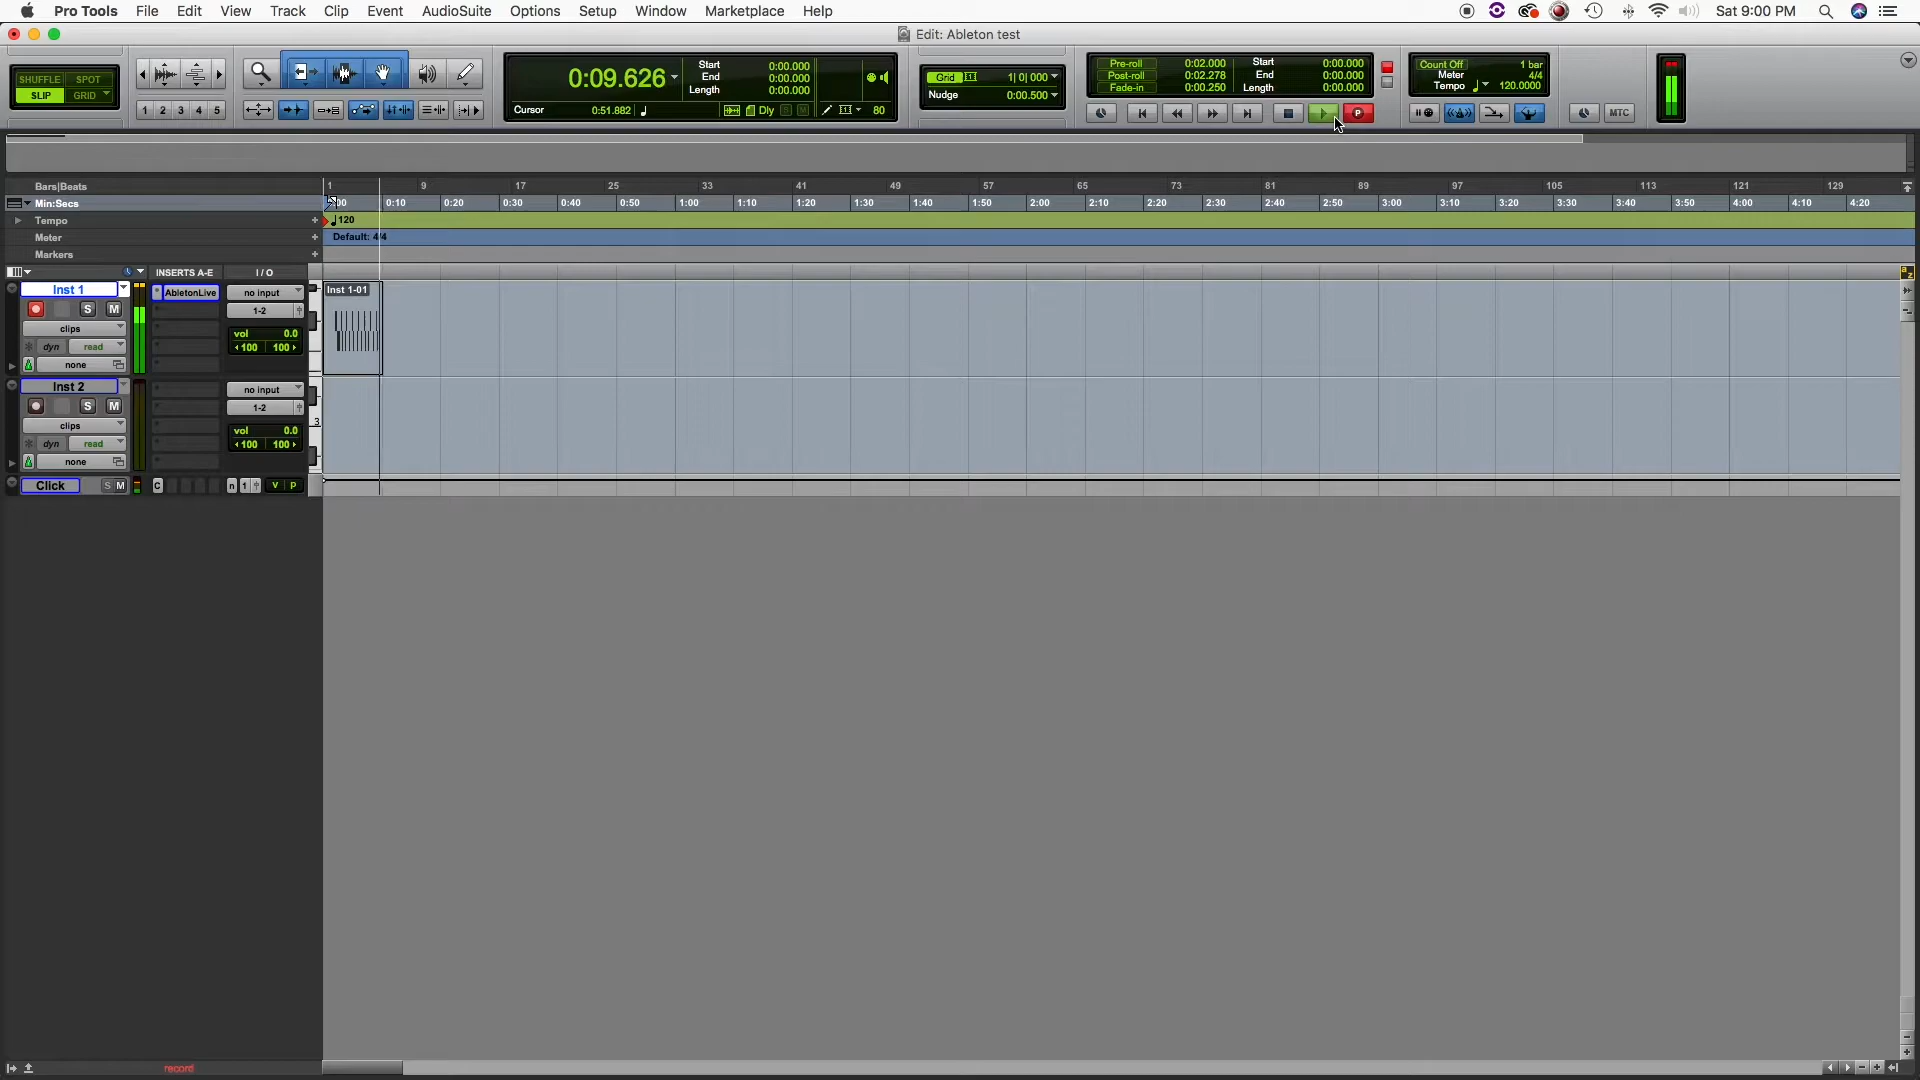 Pro Tools File Edit View Track Clip Event AudioSuite Options Setup Window Marketplace Help Sat 9:00 PM
Edit: Ableton test
SHUFFLE SPOT
SLIP GRID
1 2 3 4 5
0:09.626
Start 0:00.000
End 0:00.000
Length 0:00.000
Cursor 0:51.882 Dly S M 80
Grid 1| 0| 000
Nudge 0:00.500
Pre-roll 0:02.000 Start 0:00.000
Post-roll 0:02.278 End 0:00.000
Fade-in 0:00.250 Length 0:00.000
P
Count Off 1 bar
Meter 4/4
Tempo 120.0000
MTC
Bars|Beats 1 9 17 25 33 41 49 57 65 73 81 89 97 105 113 121 129
Min:Secs :00 0:10 0:20 0:30 0:40 0:50 1:00 1:10 1:20 1:30 1:40 1:50 2:00 2:10 2:20 2:30 2:40 2:50 3:00 3:10 3:20 3:30 3:40 3:50 4:00 4:10 4:20
Tempo + 120
Meter + Default: 4/4
Markers +
INSERTS A-E I / O
a z
Inst 1 AbletonLive no input Inst 1-01
S M 1-2
clips vol 0.0
dyn read 100 100
none
Inst 2 no input
S M 1-2
clips vol 0.0 3
dyn read 100 100
none
Click S M C n 1 V P
record